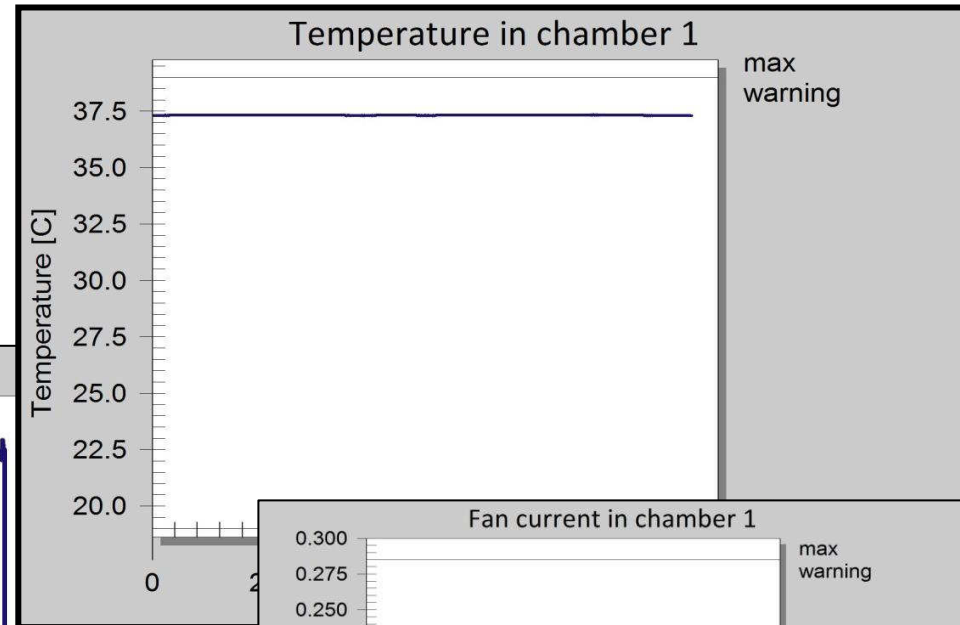 Temperature in chamber 1
max
warning
37.5
35.0
32.5
30.0
27.5
25.0
22.5
20.0
Temperature [C]
0
Fan current in chamber 1
0.300
0.275
0.250
max
warning